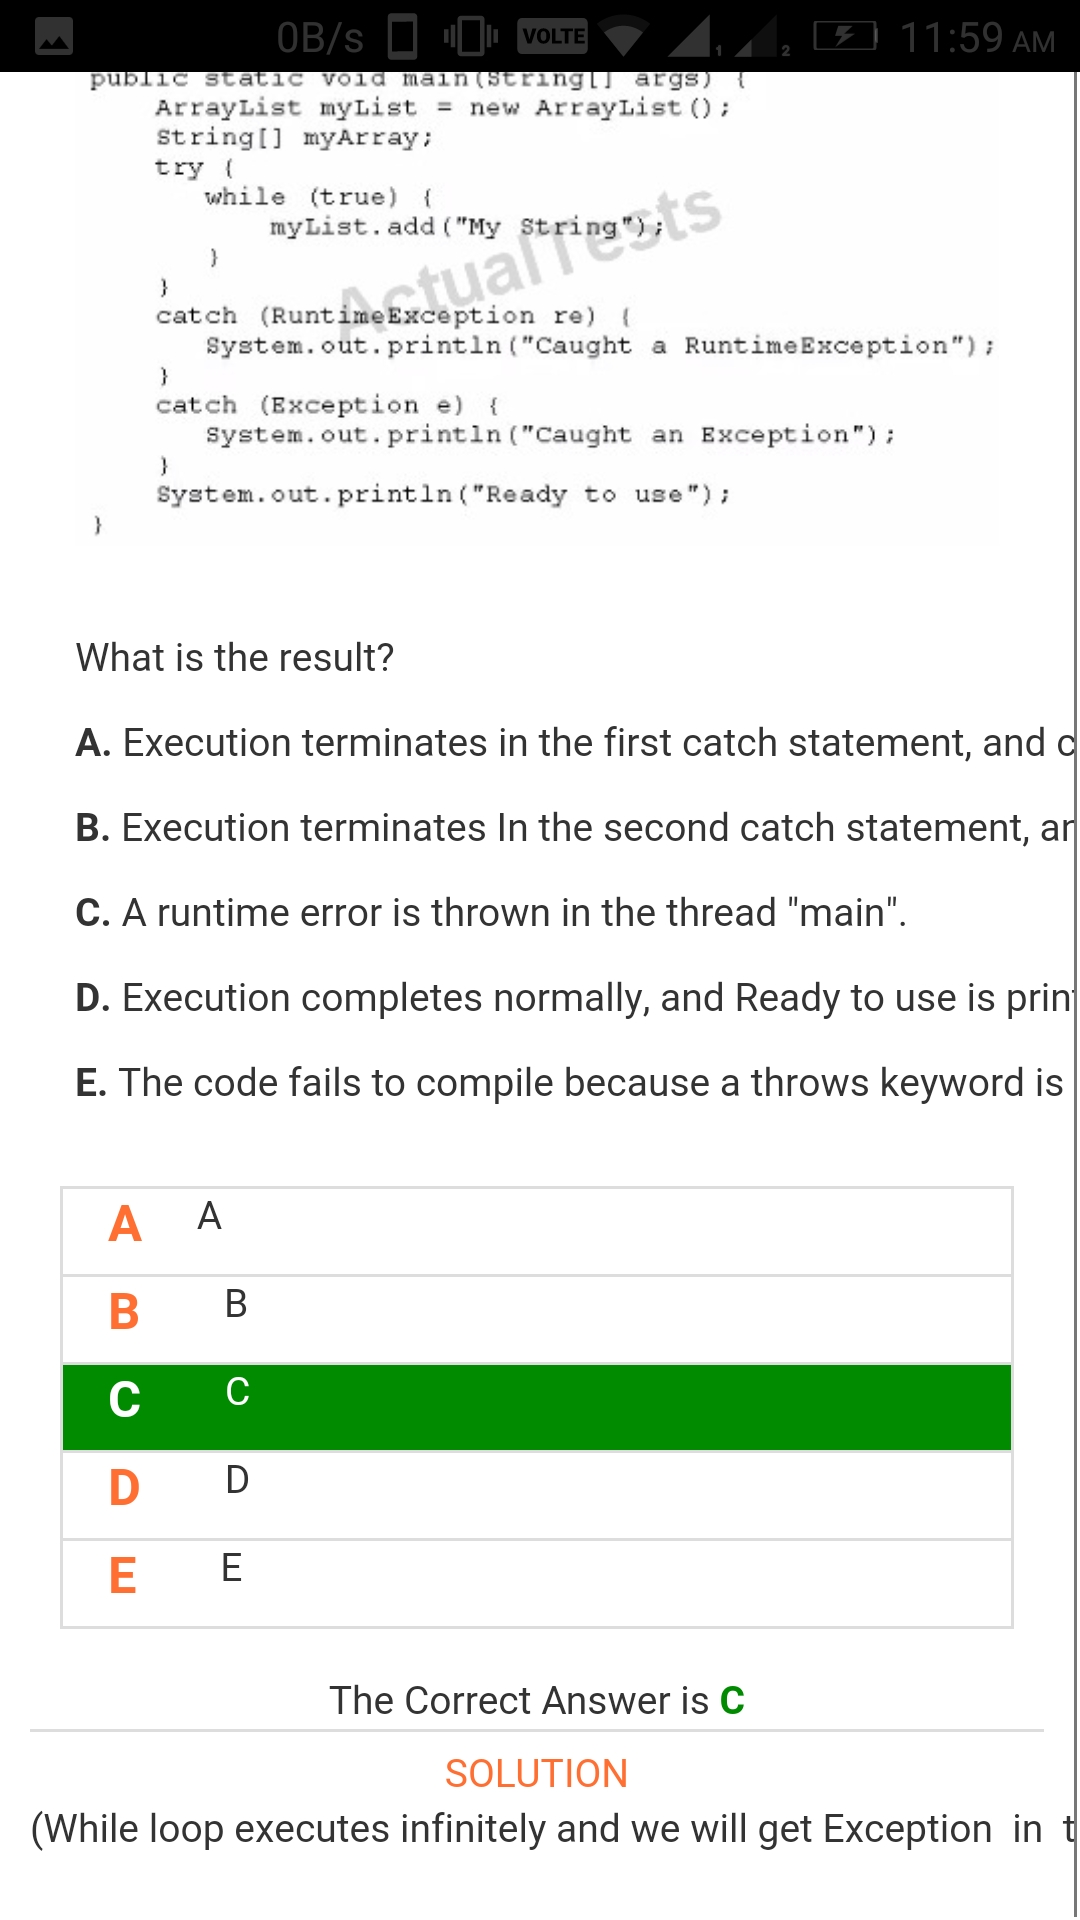 0B/s VOLTE 1 2 11:59 AM
public static void main(String[] args) {
ArrayList myList = new ArrayList();
String[] myArray;
try {
while (true) {
myList.add("My String");
}
}
catch (RuntimeException re) {
System.out.println("Caught a RuntimeException");
}
catch (Exception e) {
System.out.println("Caught an Exception");
}
System.out.println("Ready to use");
}
ActualTests
What is the result?
A. Execution terminates in the first catch statement, and c
B. Execution terminates In the second catch statement, an
C. A runtime error is thrown in the thread "main".
D. Execution completes normally, and Ready to use is print
E. The code fails to compile because a throws keyword is
A A
B B
C C
D D
E E
The Correct Answer is C
SOLUTION
(While loop executes infinitely and we will get Exception in t